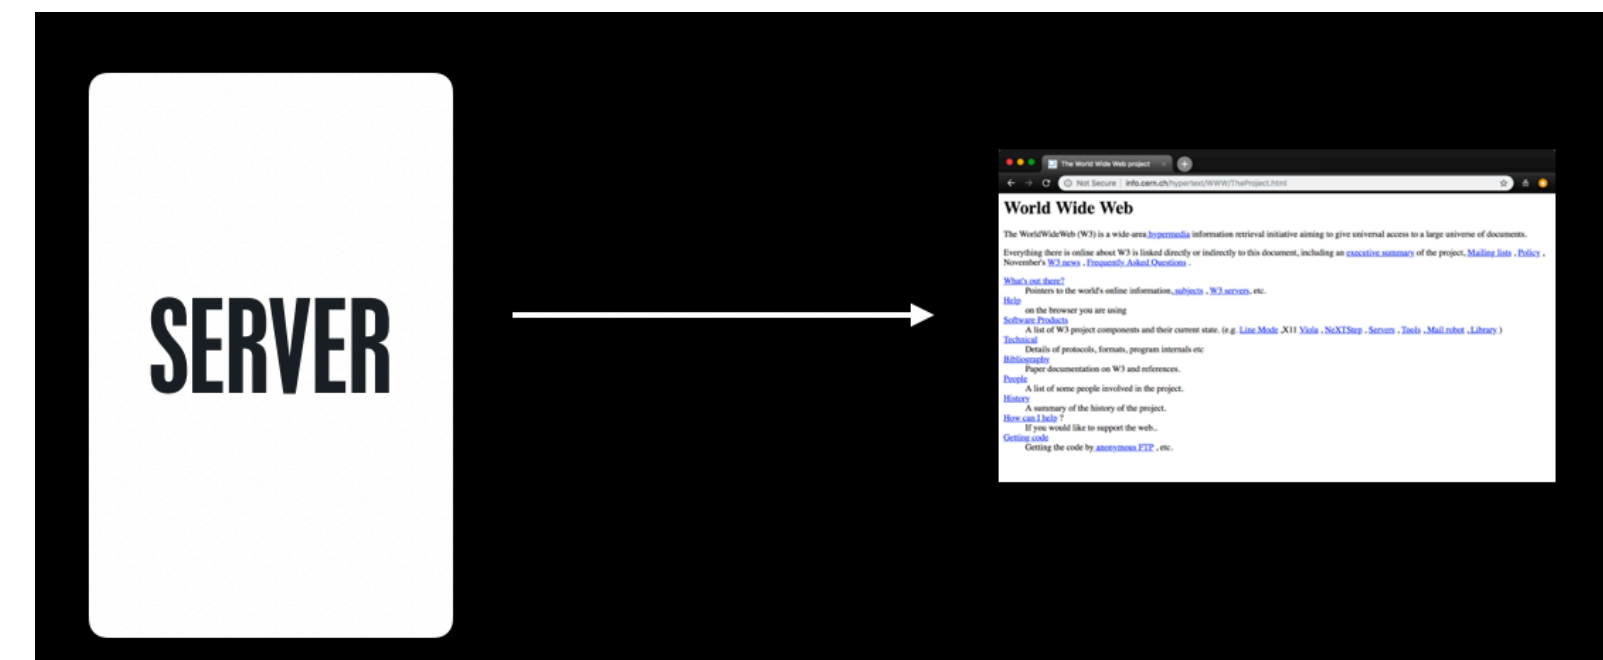 SERVER
The World Wide Web project
Not Secure | info.cern.ch/hypertext/WWW/TheProject.html
World Wide Web
The WorldWideWeb (W3) is a wide-area hypermedia information retrieval initiative aiming to give universal access to a large universe of documents.
Everything there is online about W3 is linked directly or indirectly to this document, including an executive summary of the project, Mailing lists , Policy ,
November's W3 news , Frequently Asked Questions .
What's out there?
Pointers to the world's online information, subjects , W3 servers, etc.
Help
on the browser you are using
Software Products
A list of W3 project components and their current state. (e.g. Line Mode ,X11 Viola , NeXTStep , Servers , Tools , Mail robot , Library )
Technical
Details of protocols, formats, program internals etc
Bibliography
Paper documentation on W3 and references.
People
A list of some people involved in the project.
History
A summary of the history of the project.
How can I help ?
If you would like to support the web..
Getting code
Getting the code by anonymous FTP , etc.